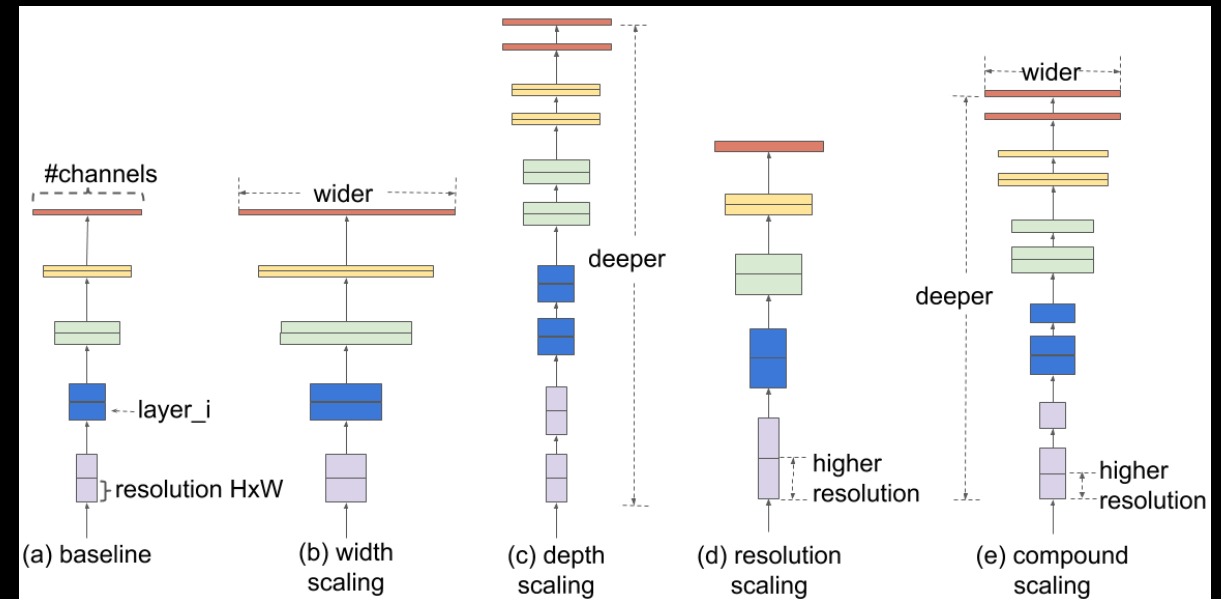 #channels
layer_i
resolution HxW
(a) baseline
wider
(b) width
scaling
deeper
(c) depth
scaling
higher
resolution
(d) resolution
scaling
wider
deeper
higher
resolution
(e) compound
scaling